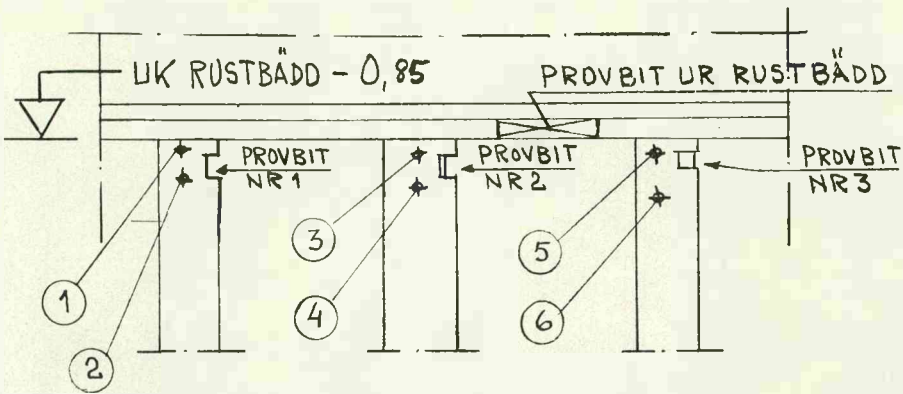 UK RUSTBÄDD - 0,85
PROVBIT UR RUSTBÄDD
PROVBIT
NR 1
PROVBIT
NR 2
PROVBIT
NR 3
1
2
3
4
5
6